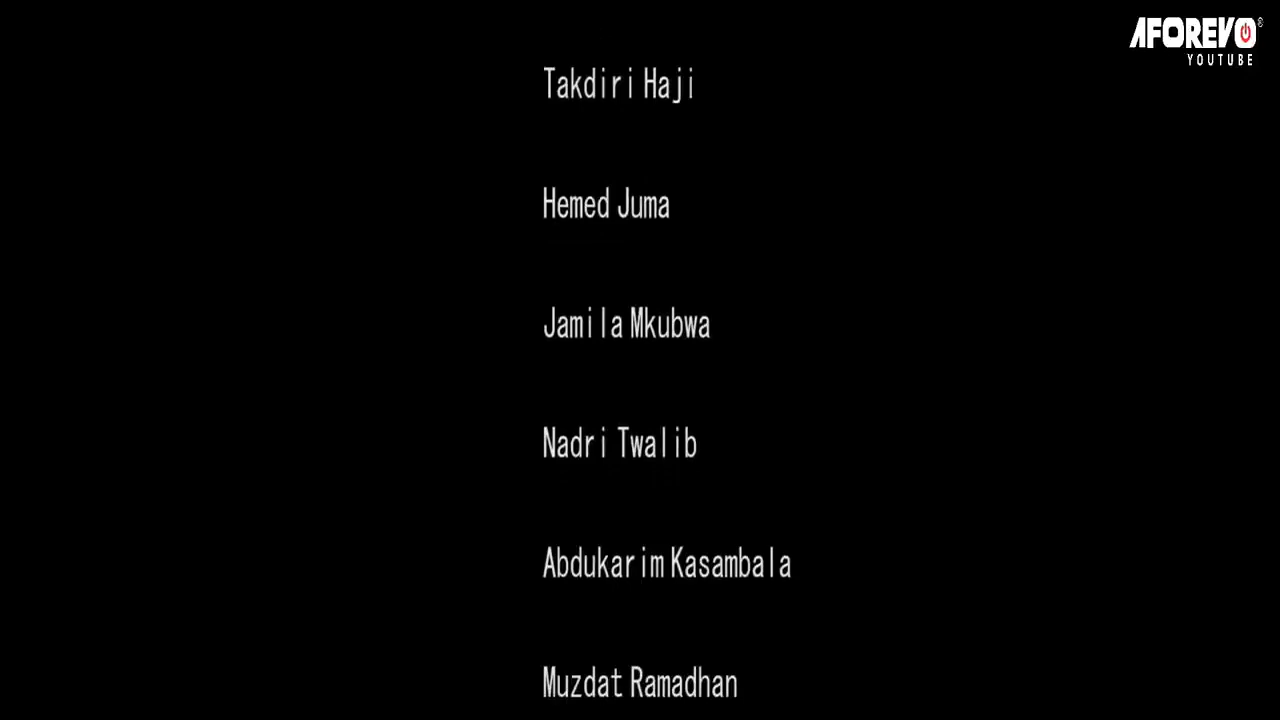 AFOREVO®
YOUTUBE
Takdiri Haji
Hemed Juma
Jamila Mkubwa
Nadri Twalib
Abdukarim Kasambala
Muzdat Ramadhan